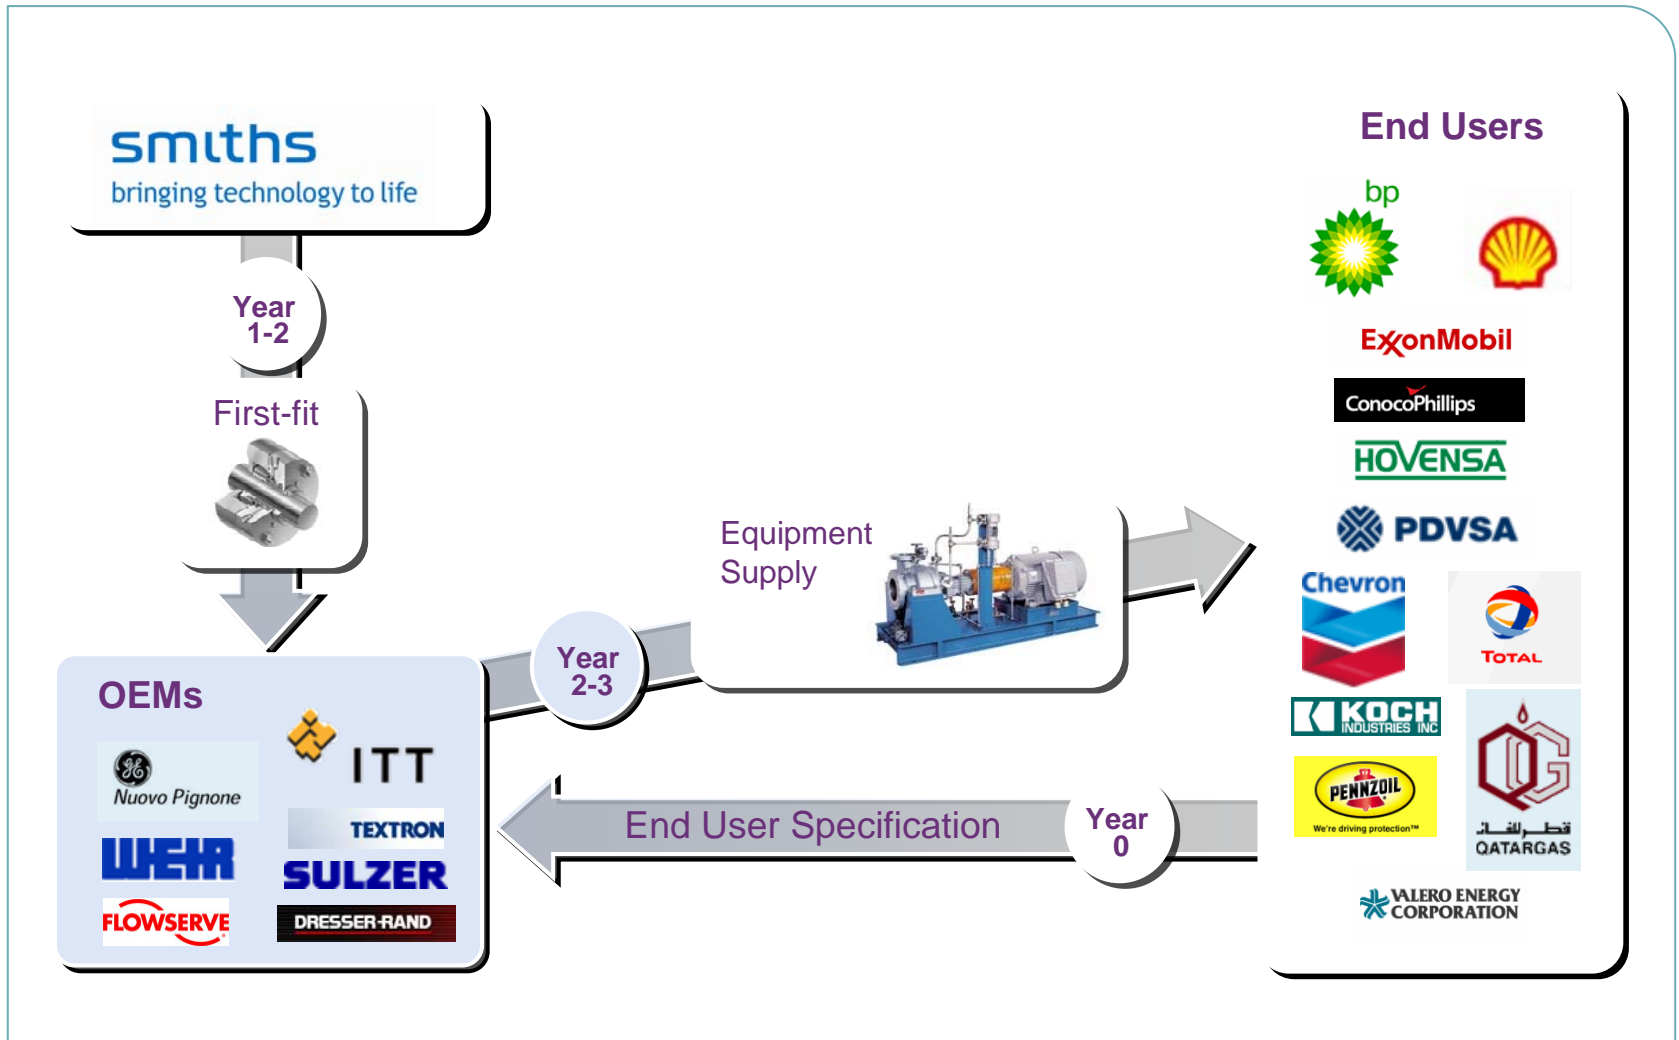 smiths
bringing technology to life
Year
1-2
First-fit
OEMs
GE
Nuovo Pignone
ITT
WEIR
TEXTRON
SULZER
FLOWSERVE
DRESSER-RAND
Year
2-3
Equipment
Supply
End User Specification
Year
0
End Users
bp
ExxonMobil
ConocoPhillips
HOVENSA
PDVSA
Chevron
TOTAL
KOCH
INDUSTRIES INC
QG
قطر للغاز
QATARGAS
PENNZOIL
We're driving protection™
VALERO ENERGY
CORPORATION